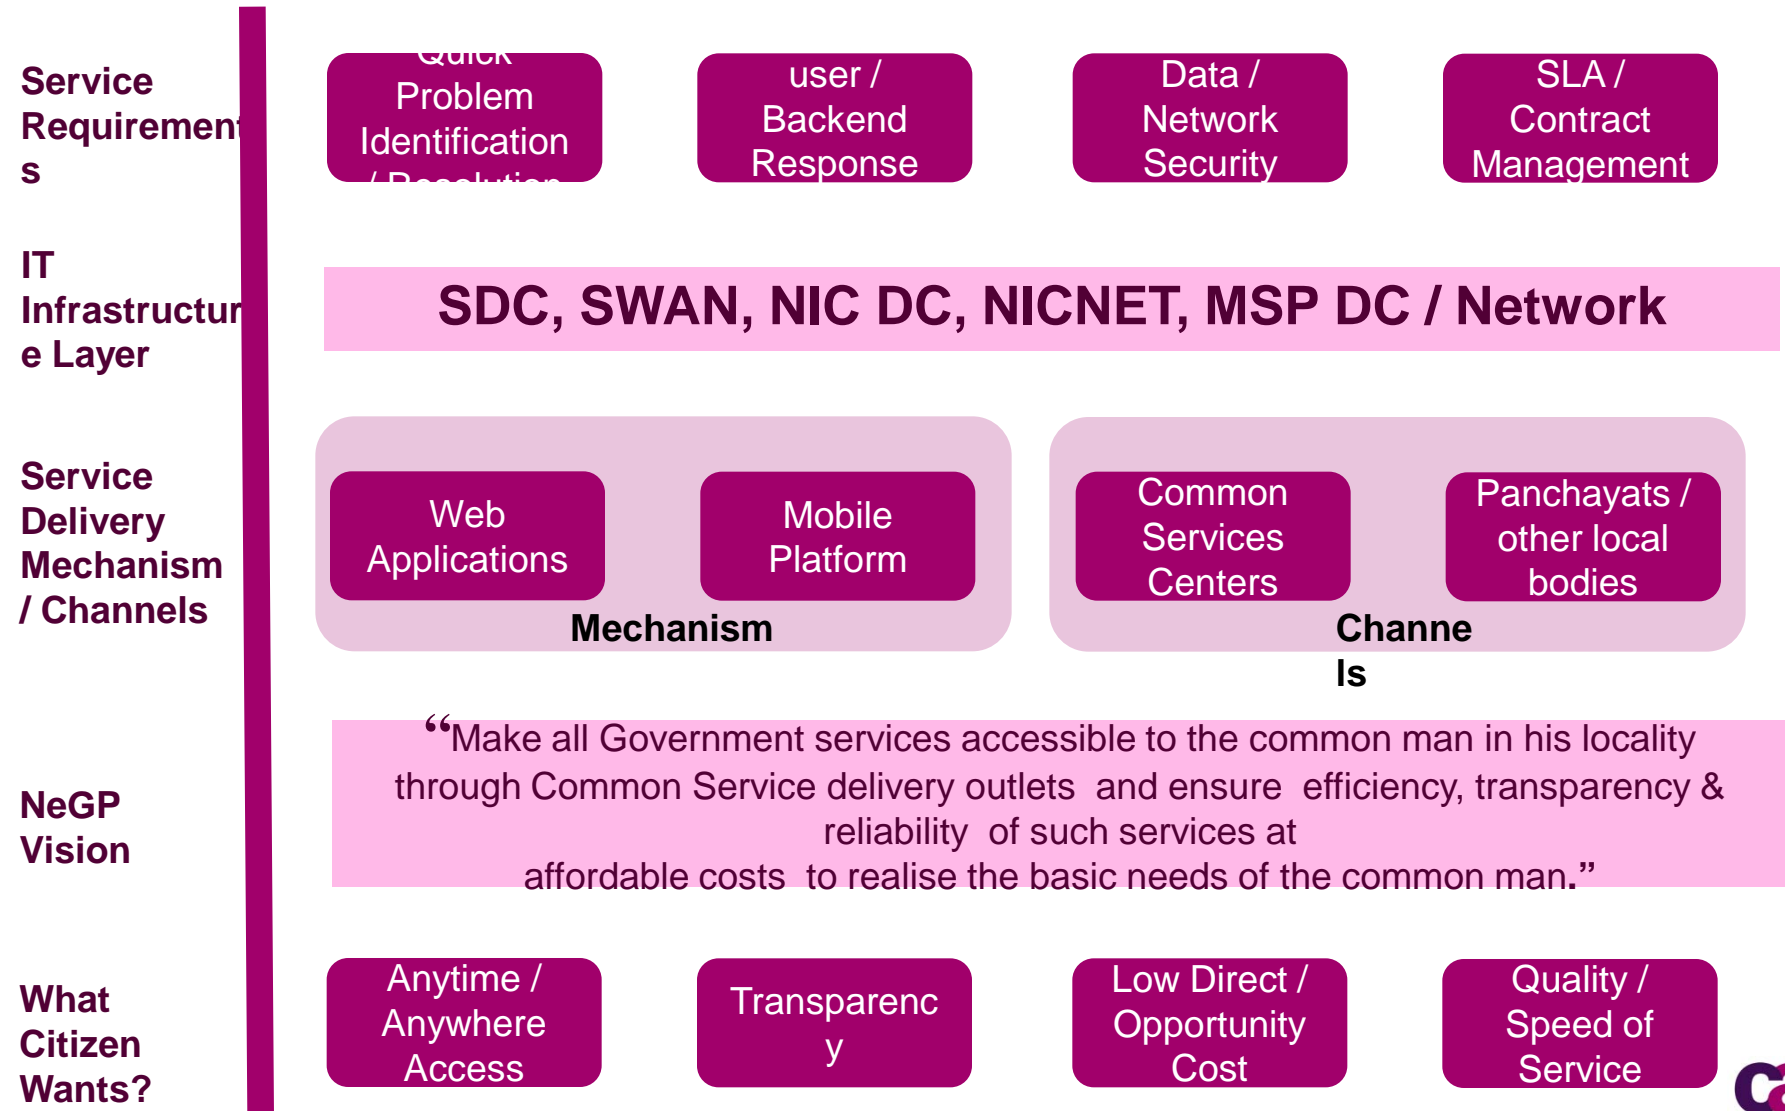 Service
Requirement
s
Quick
Problem
Identification
/ Resolution
user /
Backend
Response
Data /
Network
Security
SLA /
Contract
Management
IT
Infrastructur
e Layer
SDC, SWAN, NIC DC, NICNET, MSP DC / Network
Service
Delivery
Mechanism
/ Channels
Web
Applications
Mobile
Platform
Mechanism
Common
Services
Centers
Panchayats /
other local
bodies
Channe
ls
NeGP
Vision
“Make all Government services accessible to the common man in his locality
through Common Service delivery outlets  and ensure  efficiency, transparency &
reliability  of such services at
affordable costs  to realise the basic needs of the common man.”
What
Citizen
Wants?
Anytime /
Anywhere
Access
Transparenc
y
Low Direct /
Opportunity
Cost
Quality /
Speed of
Service